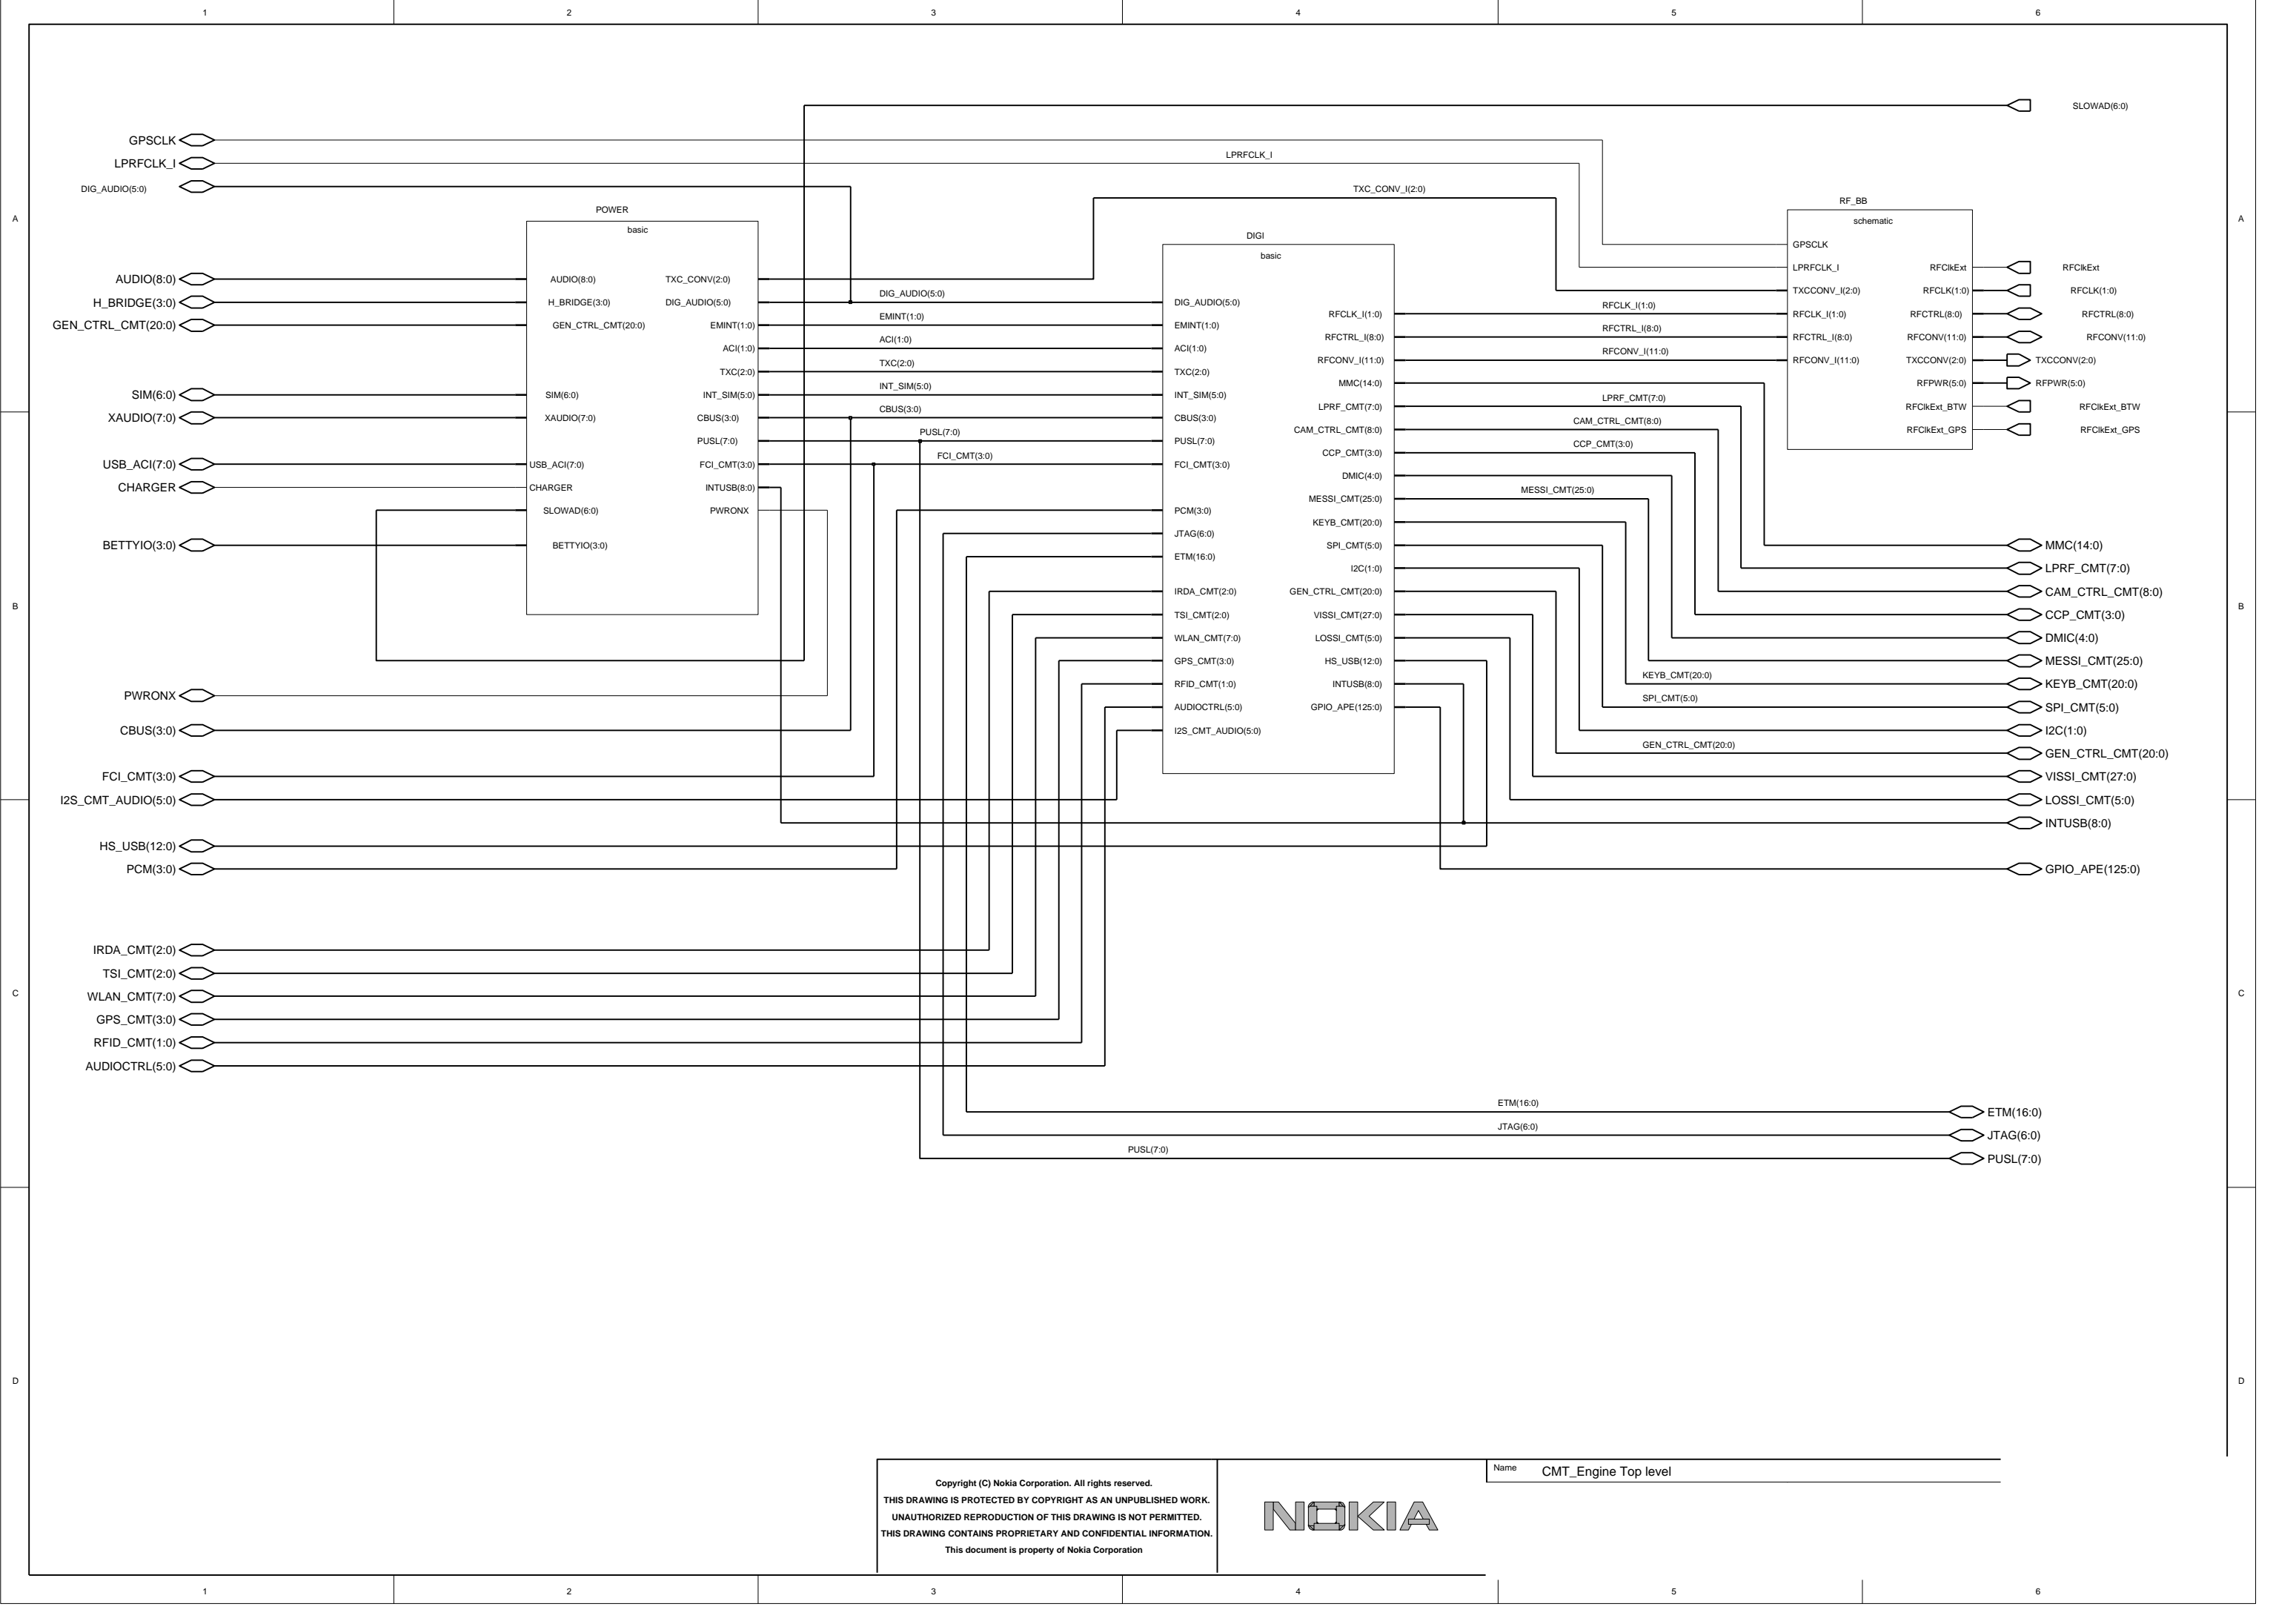 1 2 3 4 5 6
SLOWAD(6:0)
GPSCLK
LPRFCLK_I
LPRFCLK_I
DIG_AUDIO(5:0)
TXC_CONV_I(2:0)
A
A
POWER
basic
AUDIO(8:0)
H_BRIDGE(3:0)
GEN_CTRL_CMT(20:0)
SIM(6:0)
XAUDIO(7:0)
USB_ACI(7:0)
CHARGER
BETTYIO(3:0)
PWRONX
CBUS(3:0)
FCI_CMT(3:0)
I2S_CMT_AUDIO(5:0)
HS_USB(12:0)
PCM(3:0)
IRDA_CMT(2:0)
TSI_CMT(2:0)
WLAN_CMT(7:0)
GPS_CMT(3:0)
RFID_CMT(1:0)
AUDIOCTRL(5:0)
AUDIO(8:0)
H_BRIDGE(3:0)
GEN_CTRL_CMT(20:0)
SIM(6:0)
XAUDIO(7:0)
USB_ACI(7:0)
CHARGER
SLOWAD(6:0)
BETTYIO(3:0)
TXC_CONV(2:0)
DIG_AUDIO(5:0)
EMINT(1:0)
ACI(1:0)
TXC(2:0)
INT_SIM(5:0)
CBUS(3:0)
PUSL(7:0)
FCI_CMT(3:0)
INTUSB(8:0)
PWRONX
DIG_AUDIO(5:0)
EMINT(1:0)
ACI(1:0)
TXC(2:0)
INT_SIM(5:0)
CBUS(3:0)
PUSL(7:0)
FCI_CMT(3:0)
DIGI
basic
DIG_AUDIO(5:0)
EMINT(1:0)
ACI(1:0)
TXC(2:0)
INT_SIM(5:0)
CBUS(3:0)
PUSL(7:0)
FCI_CMT(3:0)
PCM(3:0)
JTAG(6:0)
ETM(16:0)
IRDA_CMT(2:0)
TSI_CMT(2:0)
WLAN_CMT(7:0)
GPS_CMT(3:0)
RFID_CMT(1:0)
AUDIOCTRL(5:0)
I2S_CMT_AUDIO(5:0)
RFCLK_I(1:0)
RFCTRL_I(8:0)
RFCONV_I(11:0)
MMC(14:0)
LPRF_CMT(7:0)
CAM_CTRL_CMT(8:0)
CCP_CMT(3:0)
DMIC(4:0)
MESSI_CMT(25:0)
KEYB_CMT(20:0)
SPI_CMT(5:0)
I2C(1:0)
GEN_CTRL_CMT(20:0)
VISSI_CMT(27:0)
LOSSI_CMT(5:0)
HS_USB(12:0)
INTUSB(8:0)
GPIO_APE(125:0)
RFCLK_I(1:0)
RFCTRL_I(8:0)
RFCONV_I(11:0)
LPRF_CMT(7:0)
CAM_CTRL_CMT(8:0)
CCP_CMT(3:0)
MESSI_CMT(25:0)
KEYB_CMT(20:0)
SPI_CMT(5:0)
GEN_CTRL_CMT(20:0)
RF_BB
schematic
GPSCLK
LPRFCLK_I
TXCCONV_I(2:0)
RFCLK_I(1:0)
RFCTRL_I(8:0)
RFCONV_I(11:0)
RFClkExt
RFCLK(1:0)
RFCTRL(8:0)
RFCONV(11:0)
TXCCONV(2:0)
RFPWR(5:0)
RFClkExt_BTW
RFClkExt_GPS
RFClkExt
RFCLK(1:0)
RFCTRL(8:0)
RFCONV(11:0)
TXCCONV(2:0)
RFPWR(5:0)
RFClkExt_BTW
RFClkExt_GPS
MMC(14:0)
LPRF_CMT(7:0)
CAM_CTRL_CMT(8:0)
CCP_CMT(3:0)
DMIC(4:0)
MESSI_CMT(25:0)
KEYB_CMT(20:0)
SPI_CMT(5:0)
I2C(1:0)
GEN_CTRL_CMT(20:0)
VISSI_CMT(27:0)
LOSSI_CMT(5:0)
INTUSB(8:0)
GPIO_APE(125:0)
B
B
C
C
ETM(16:0)
ETM(16:0)
JTAG(6:0)
JTAG(6:0)
PUSL(7:0)
PUSL(7:0)
D
D
Copyright (C) Nokia Corporation. All rights reserved.
THIS DRAWING IS PROTECTED BY COPYRIGHT AS AN UNPUBLISHED WORK.
UNAUTHORIZED REPRODUCTION OF THIS DRAWING IS NOT PERMITTED.
THIS DRAWING CONTAINS PROPRIETARY AND CONFIDENTIAL INFORMATION.
This document is property of Nokia Corporation
NOKIA
Name CMT_Engine Top level
1 2 3 4 5 6